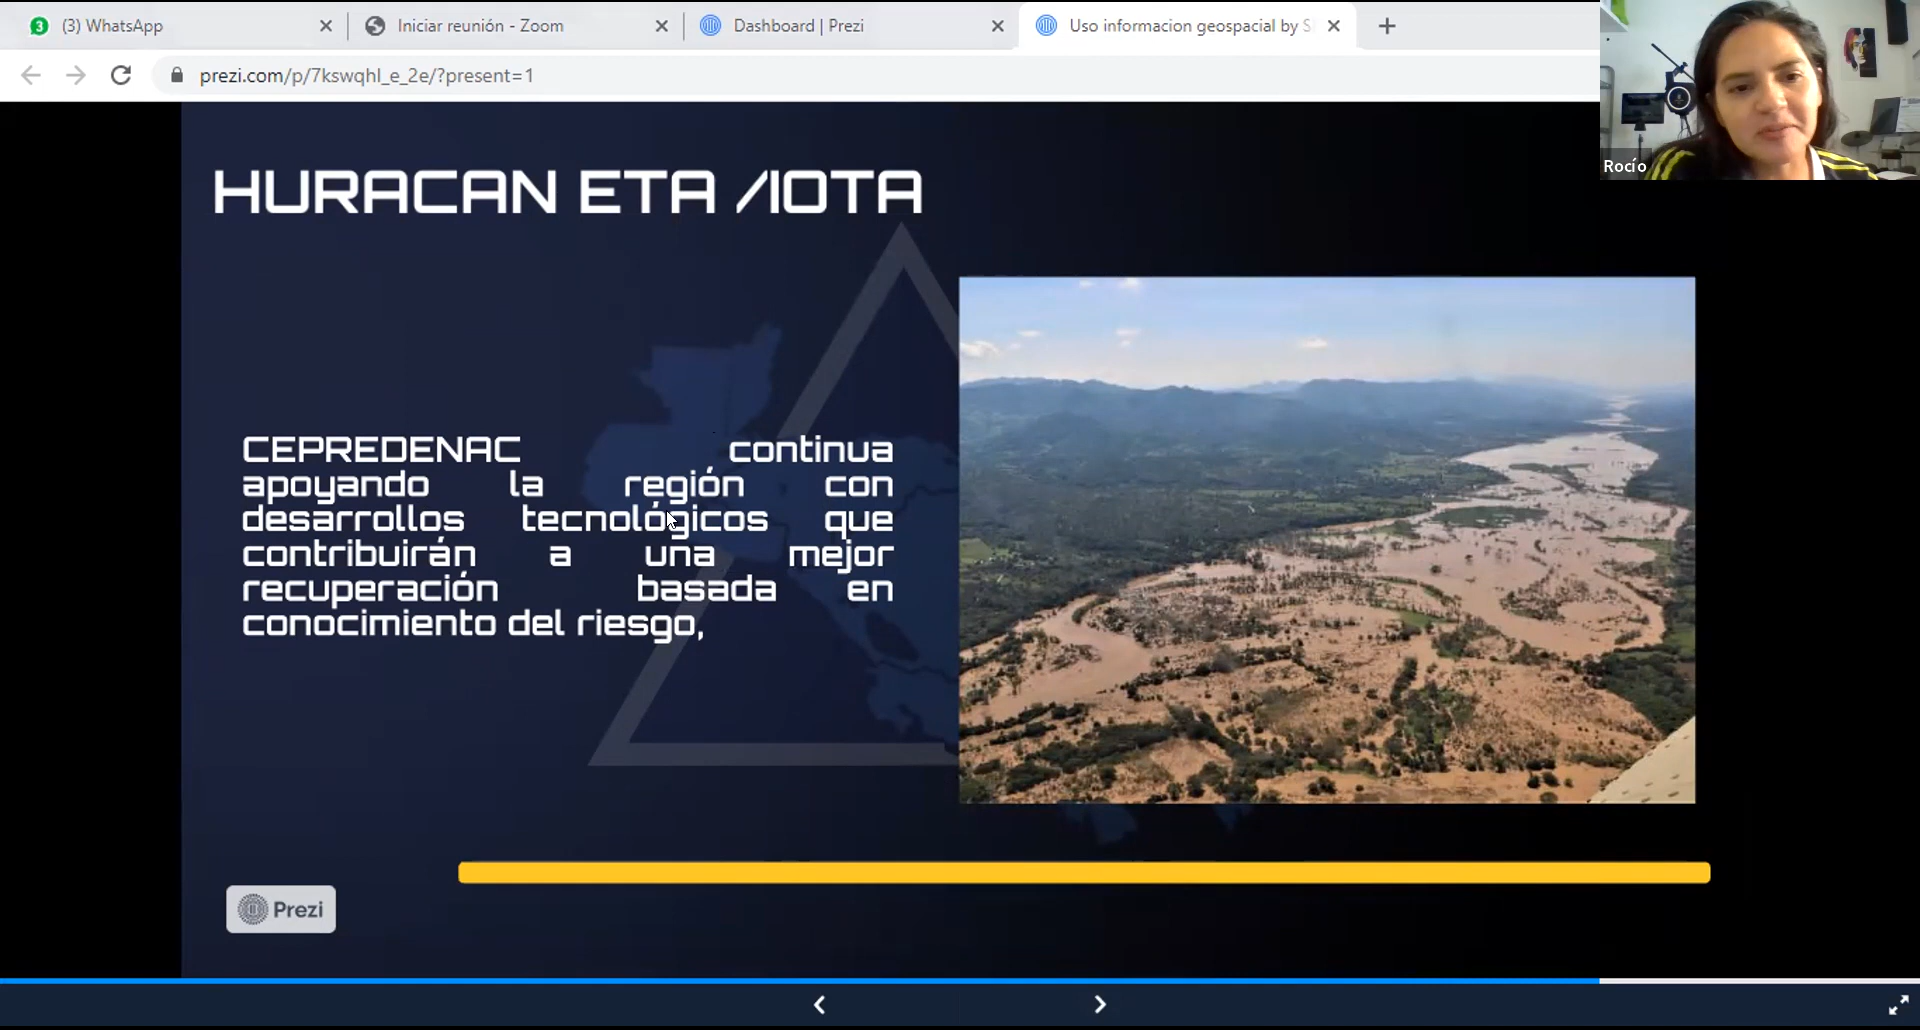 (3) WhatsApp
Iniciar reunión - Zoom
Dashboard | Prezi
Uso informacion geospacial by S
prezi.com/p/7kswqhl_e_2e/?present=1
Rocío
HURACAN ETA /IOTA
CEPREDENAC continua
apoyando la región con
desarrollos tecnológicos que
contribuirán a una mejor
recuperación basada en
conocimiento del riesgo,
Prezi